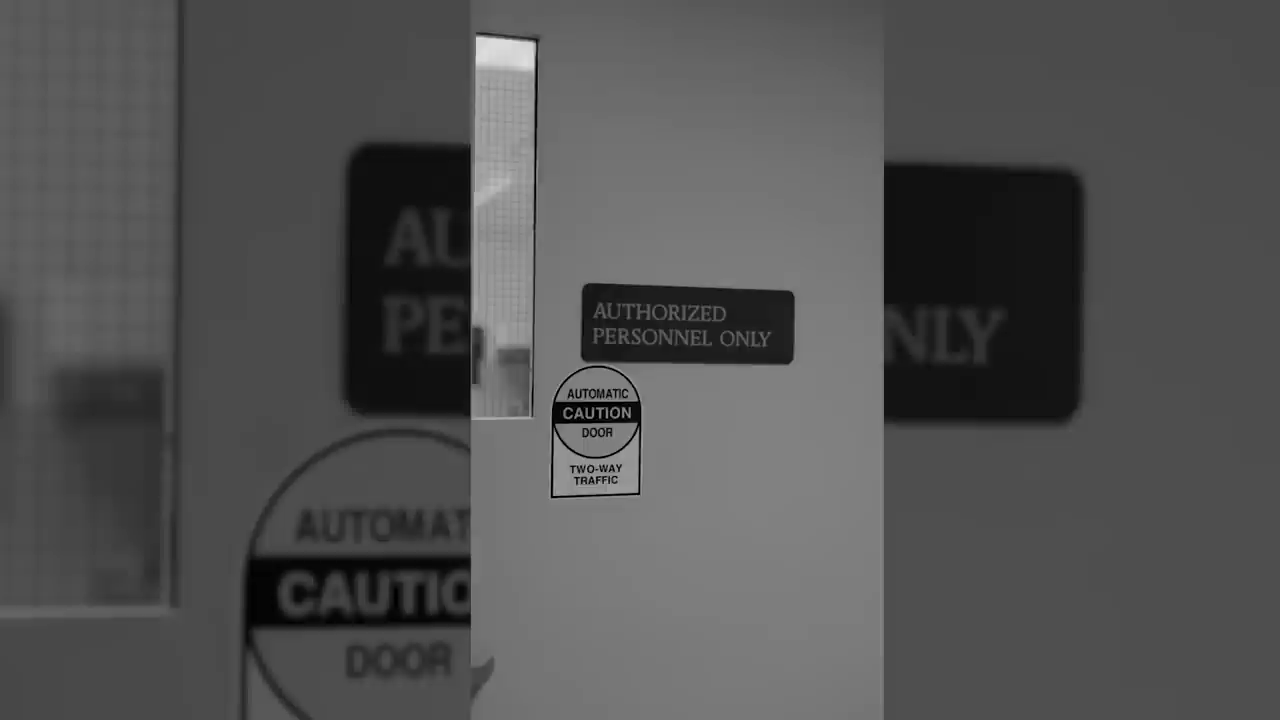 AUTHORIZED
PERSONNEL ONLY
AUTOMATIC
CAUTION
DOOR
TWO-WAY
TRAFFIC